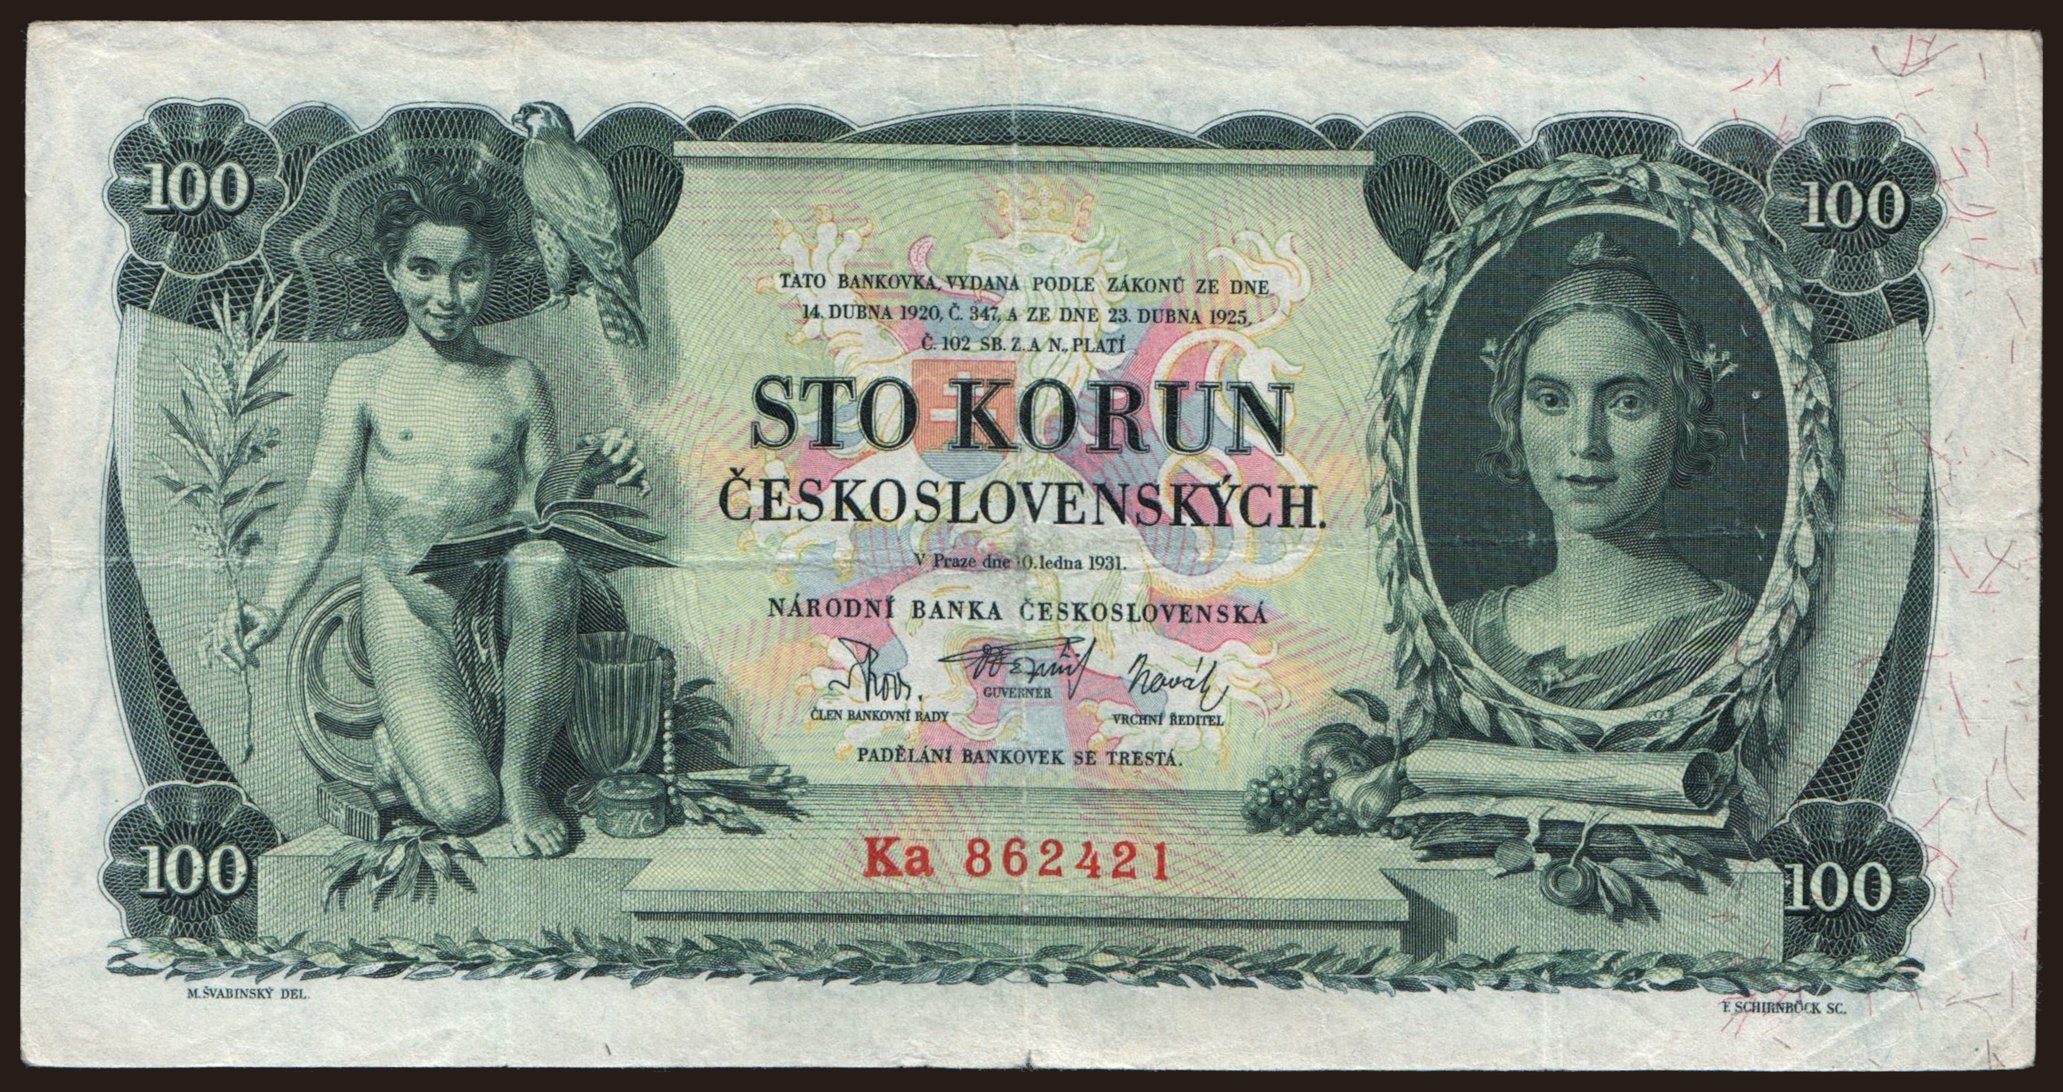 100
100
TATO BANKOVKA, VYDANÁ PODLE ZÁKONŮ ZE DNE
14. DUBNA 1920, Č. 347, A ZE DNE 23. DUBNA 1925,
Č. 102 SB. Z. A N., PLATÍ
STO KORUN
ČESKOSLOVENSKÝCH.
V Praze dne 10. ledna 1931.
NÁRODNÍ BANKA ČESKOSLOVENSKÁ
Novák
GUVERNÉR
ČLEN BANKOVNÍ RADY
VRCHNÍ ŘEDITEL
PADĚLÁNÍ BANKOVEK SE TRESTÁ.
Ka 862421
100
100
M. ŠVABINSKÝ DEL.
F. SCHIRNBÖCK SC.